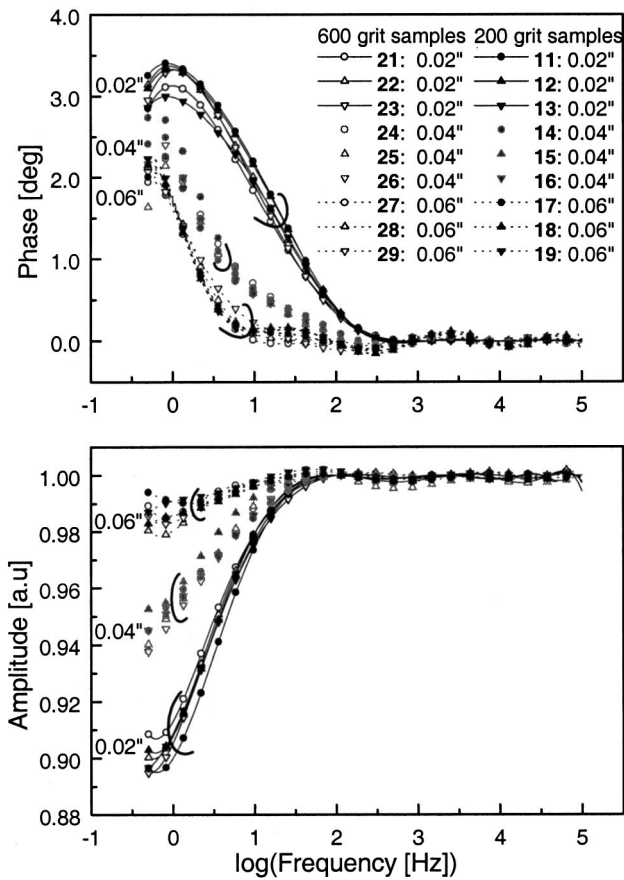 600 grit samples 200 grit samples
21: 0.02" 11: 0.02"
22: 0.02" 12: 0.02"
23: 0.02" 13: 0.02"
24: 0.04" 14: 0.04"
25: 0.04" 15: 0.04"
26: 0.04" 16: 0.04"
27: 0.06" 17: 0.06"
28: 0.06" 18: 0.06"
29: 0.06" 19: 0.06"
Phase [deg]
4.0
3.0
2.0
1.0
0.0
0.02"
0.04"
0.06"
-1 0 1 2 3 4 5
Amplitude [a.u]
1.00
0.98
0.96
0.94
0.92
0.90
0.88
0.06"
0.04"
0.02"
-1 0 1 2 3 4 5
log(Frequency [Hz])